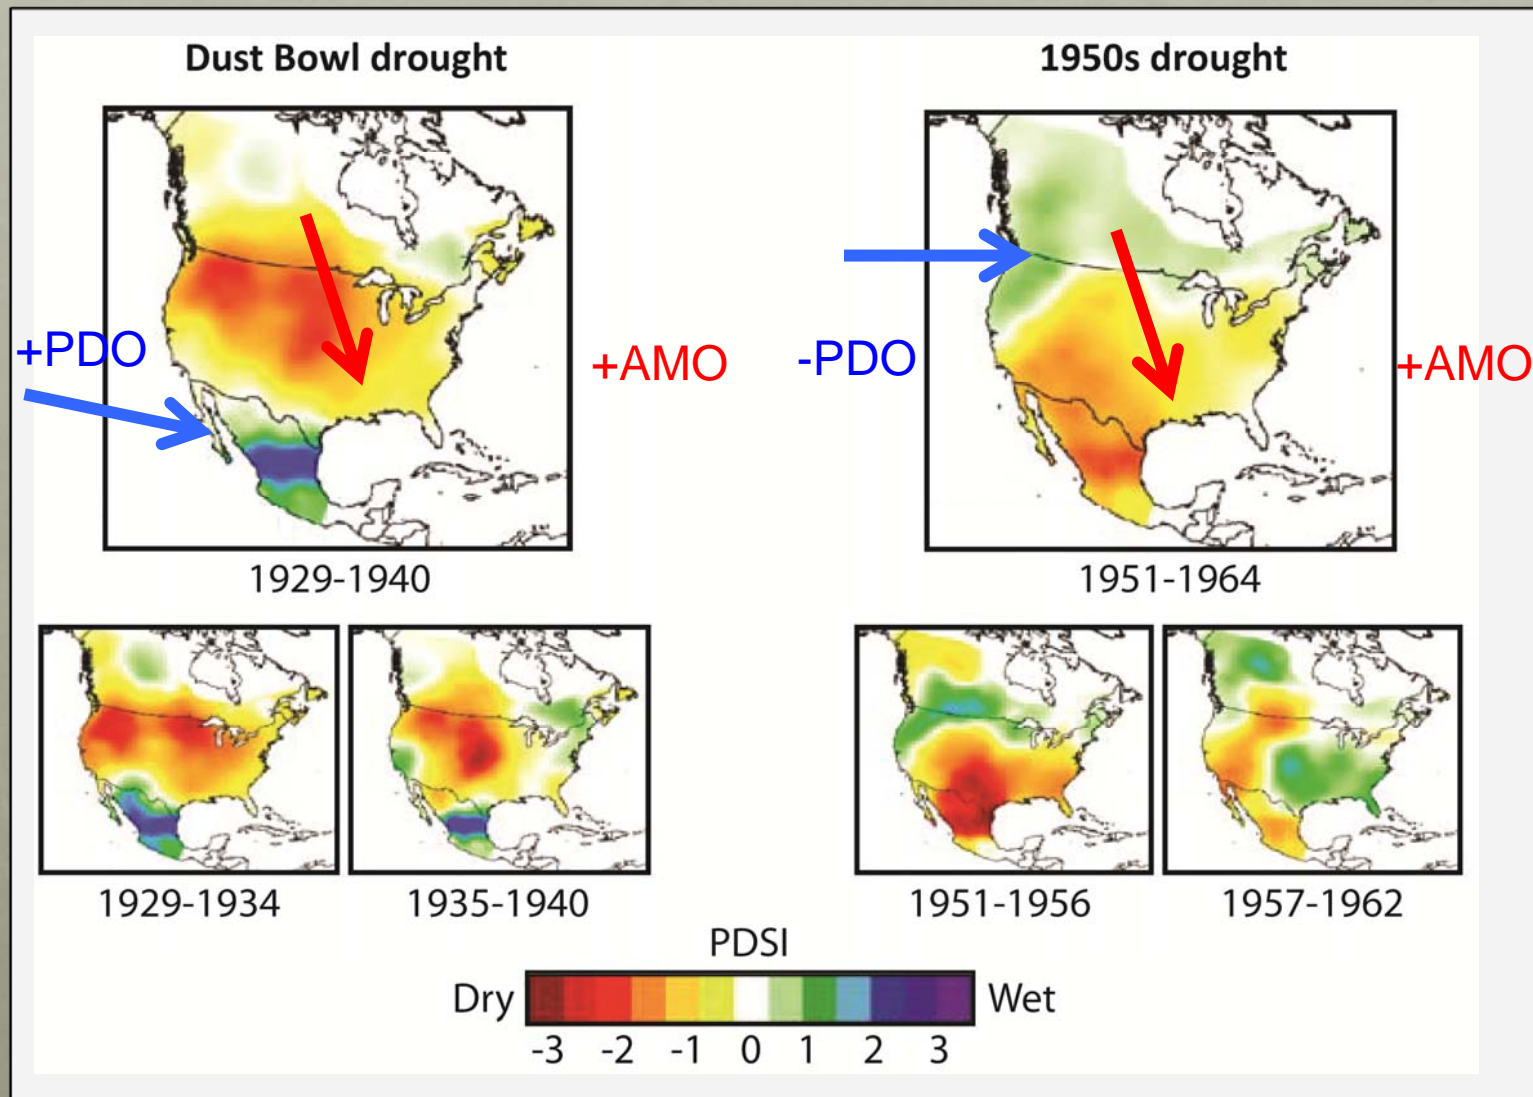 Dust Bowl drought
1950s drought
+PDO
+AMO
-PDO
+AMO
1929-1940
1951-1964
1929-1934
1935-1940
1951-1956
1957-1962
PDSI
Dry
Wet
-3 -2 -1 0 1 2 3